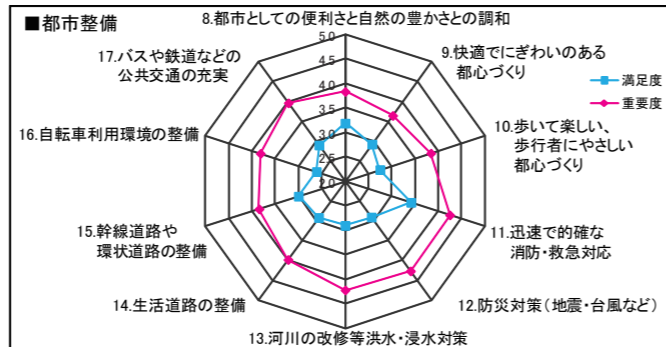 ■都市整備
8.都市としての便利さと自然の豊かさとの調和
5.0
4.5
4.0
3.5
3.0
2.5
2.0
9.快適でにぎわいのある
都心づくり
満足度
重要度
10.歩いて楽しい、
歩行者にやさしい
都心づくり
11.迅速で的確な
消防・救急対応
12.防災対策（地震・台風など）
13.河川の改修等洪水・浸水対策
14.生活道路の整備
15.幹線道路や
環状道路の整備
16.自転車利用環境の整備
17.バスや鉄道などの
公共交通の充実